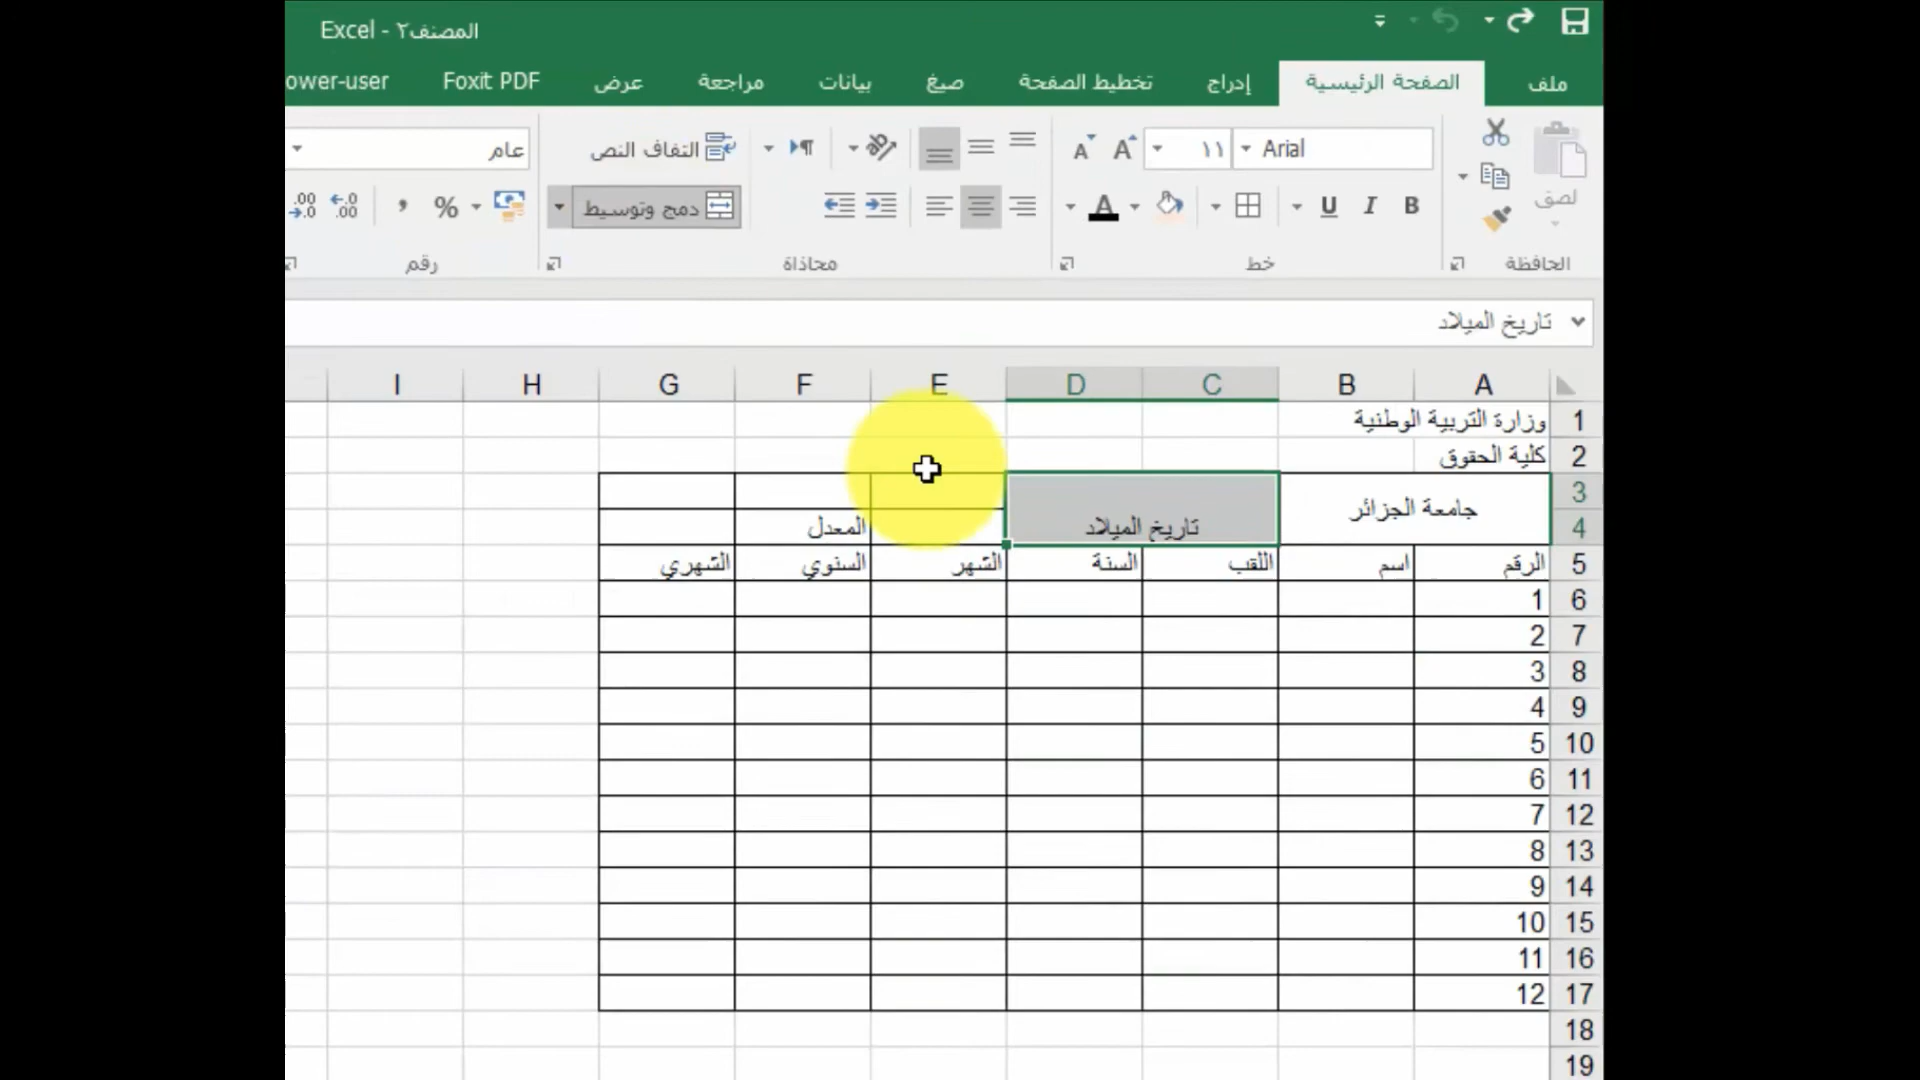 المصنف٢ - Excel
ملف الصفحة الرئيسية إدراج تخطيط الصفحة صيغ بيانات مراجعة عرض Foxit PDF ower-user
لصق
Arial ١١
B I U
التفاف النص
دمج وتوسيط
عام
%
الحافظة خط محاذاة رقم
تاريخ الميلاد
A B C D E F G H I
1 وزارة التربية الوطنية
2 كلية الحقوق
3 جامعة الجزائر
4 تاريخ الميلاد المعدل
5 الرقم اسم اللقب السنة الشهر السنوي الشهري
6 1
7 2
8 3
9 4
10 5
11 6
12 7
13 8
14 9
15 10
16 11
17 12
18
19